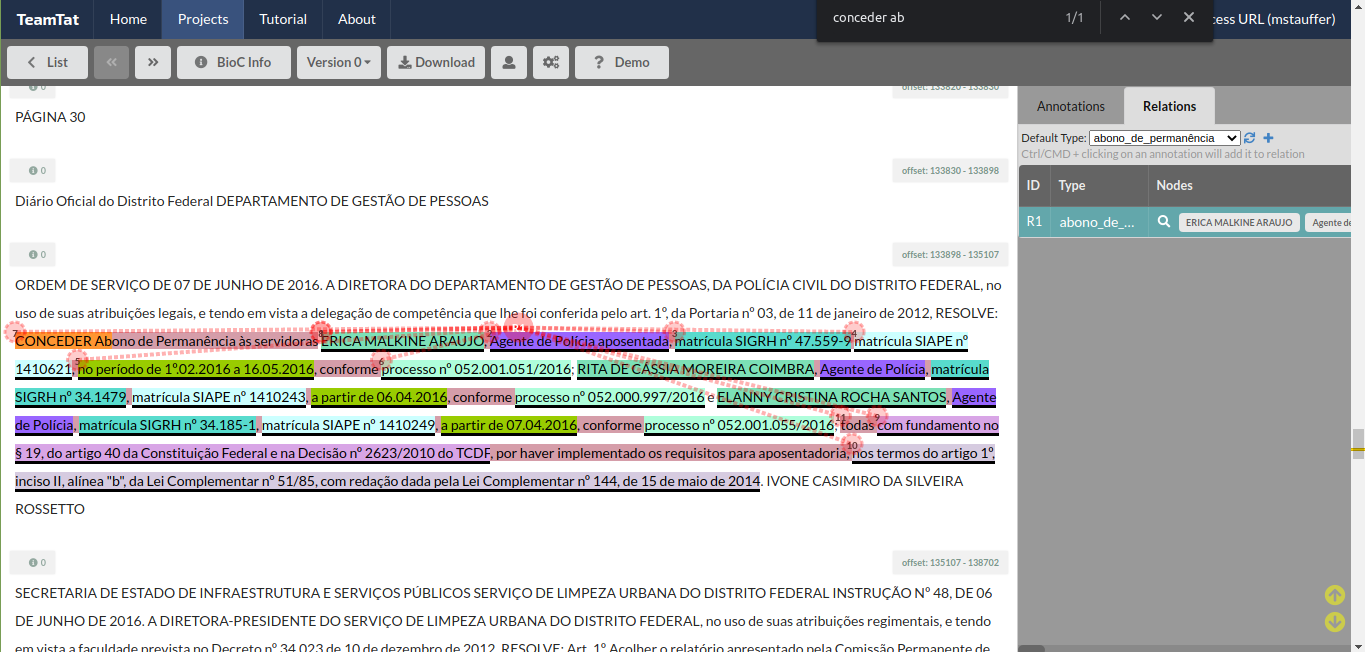 TeamTat Home Projects Tutorial About conceder ab 1/1 cess URL (mstauffer)
List BioC Info Version 0 Download Demo
0 offset: 133820 - 133830
PÁGINA 30
0 offset: 133830 - 133898
Diário Oficial do Distrito Federal DEPARTAMENTO DE GESTÃO DE PESSOAS
0 offset: 133898 - 135107
ORDEM DE SERVIÇO DE 07 DE JUNHO DE 2016. A DIRETORA DO DEPARTAMENTO DE GESTÃO DE PESSOAS, DA POLÍCIA CIVIL DO DISTRITO FEDERAL, no
uso de suas atribuições legais, e tendo em vista a delegação de competência que lhe foi conferida pelo art. 1º, da Portaria nº 03, de 11 de janeiro de 2012, RESOLVE:
7 8 2 3 4
CONCEDER Abono de Permanência às servidoras ERICA MALKINE ARAUJO, Agente de Polícia aposentada, matrícula SIGRH nº 47.559-9, matrícula SIAPE nº
5 6
1410621, no período de 1º.02.2016 a 16.05.2016, conforme processo nº 052.001.051/2016; RITA DE CÁSSIA MOREIRA COIMBRA, Agente de Polícia, matrícula
SIGRH nº 34.1479, matrícula SIAPE nº 1410243, a partir de 06.04.2016, conforme processo nº 052.000.997/2016 e ELANNY CRISTINA ROCHA SANTOS, Agente
11 9
de Polícia, matrícula SIGRH nº 34.185-1, matrícula SIAPE nº 1410249, a partir de 07.04.2016, conforme processo nº 052.001.055/2016; todas com fundamento no
10
§ 19, do artigo 40 da Constituição Federal e na Decisão nº 2623/2010 do TCDF, por haver implementado os requisitos para aposentadoria, nos termos do artigo 1º,
inciso II, alínea "b", da Lei Complementar nº 51/85, com redação dada pela Lei Complementar nº 144, de 15 de maio de 2014. IVONE CASIMIRO DA SILVEIRA
ROSSETTO
0 offset: 135107 - 138702
SECRETARIA DE ESTADO DE INFRAESTRUTURA E SERVIÇOS PÚBLICOS SERVIÇO DE LIMPEZA URBANA DO DISTRITO FEDERAL INSTRUÇÃO Nº 48, DE 06
DE JUNHO DE 2016. A DIRETORA-PRESIDENTE DO SERVIÇO DE LIMPEZA URBANA DO DISTRITO FEDERAL, no uso de suas atribuições regimentais, e tendo
em vista a faculdade prevista no Decreto nº 34.023 de 10 de dezembro de 2012, RESOLVE: Art. 1º Acolher o relatório apresentado pela Comissão Permanente de
Annotations Relations
Default Type: abono_de_permanência
Ctrl/CMD + clicking on an annotation will add it to relation
ID Type Nodes
R1 abono_de_... ERICA MALKINE ARAUJO Agente de